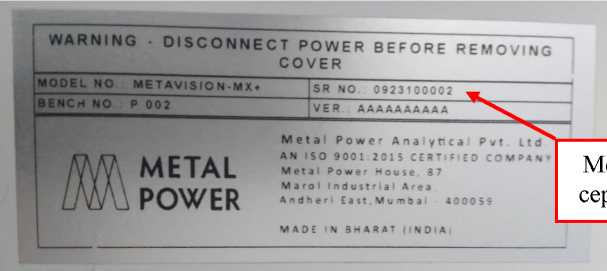 WARNING - DISCONNECT POWER BEFORE REMOVING
COVER
MODEL NO.: METAVISION-MX+
SR NO.: 0923100002
BENCH NO.: P 002
VER.: AAAAAAAAAA
METAL
POWER
Metal Power Analytical Pvt. Ltd.
AN ISO 9001:2015 CERTIFIED COMPANY
Metal Power House, 87
Marol Industrial Area,
Andheri East, Mumbai - 400059
MADE IN BHARAT (INDIA)